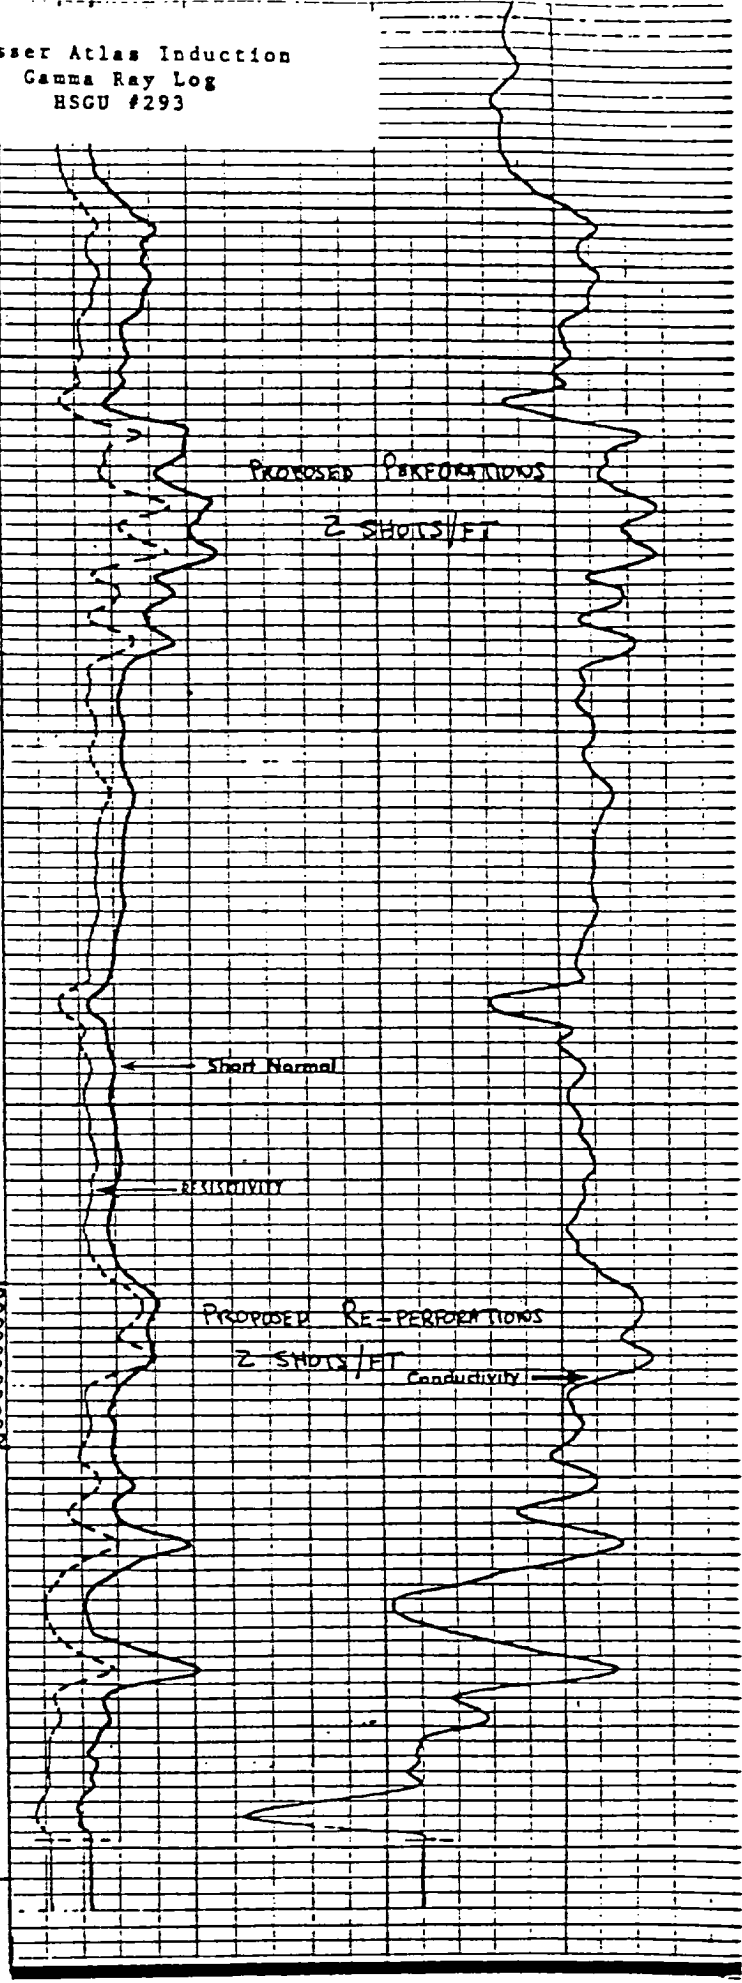 sser Atlas Induction
Gamma Ray Log
HSGU #293
PROPOSED PERFORATIONS
2 SHOTS/FT
Short Normal
RESISITIVITY
PROPOSED RE-PERFORATIONS
2 SHOTS/FT
Conductivity